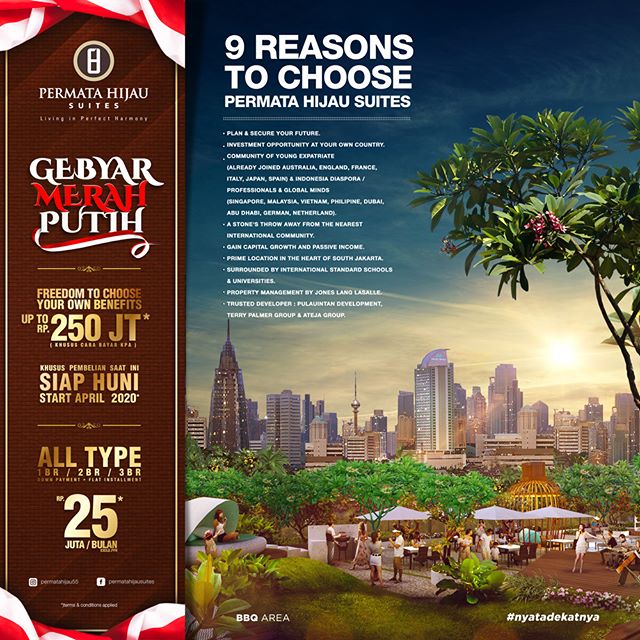 PERMATA HIJAU
SUITES
Living in Perfect Harmony
GEBYAR
MERAH
PUTIH
FREEDOM TO CHOOSE
YOUR OWN BENEFITS
UP TO RP. 250 JT*
( KHUSUS CARA BAYAR KPA )
KHUSUS PEMBELIAN SAAT INI
SIAP HUNI
START APRIL 2020*
ALL TYPE
1BR / 2BR / 3BR
DOWN PAYMENT + FLAT INSTALLMENT
RP. 25*
JUTA / BULAN
EXCL.PPN
permatahijau55
permatahijausuites
*terms & conditions applied
9 REASONS
TO CHOOSE
PERMATA HIJAU SUITES
• PLAN & SECURE YOUR FUTURE.
• INVESTMENT OPPORTUNITY AT YOUR OWN COUNTRY.
• COMMUNITY OF YOUNG EXPATRIATE
(ALREADY JOINED AUSTRALIA, ENGLAND, FRANCE,
ITALY, JAPAN, SPAIN) & INDONESIA DIASPORA /
PROFESSIONALS & GLOBAL MINDS
(SINGAPORE, MALAYSIA, VIETNAM, PHILIPINE, DUBAI,
ABU DHABI, GERMAN, NETHERLAND).
• A STONE'S THROW AWAY FROM THE NEAREST
INTERNATIONAL COMMUNITY.
• GAIN CAPITAL GROWTH AND PASSIVE INCOME.
• PRIME LOCATION IN THE HEART OF SOUTH JAKARTA.
• SURROUNDED BY INTERNATIONAL STANDARD SCHOOLS
& UNIVERSITIES.
• PROPERTY MANAGEMENT BY JONES LANG LASALLE.
• TRUSTED DEVELOPER : PULAUINTAN DEVELOPMENT,
TERRY PALMER GROUP & ATEJA GROUP.
BBQ AREA
#nyatadekatnya